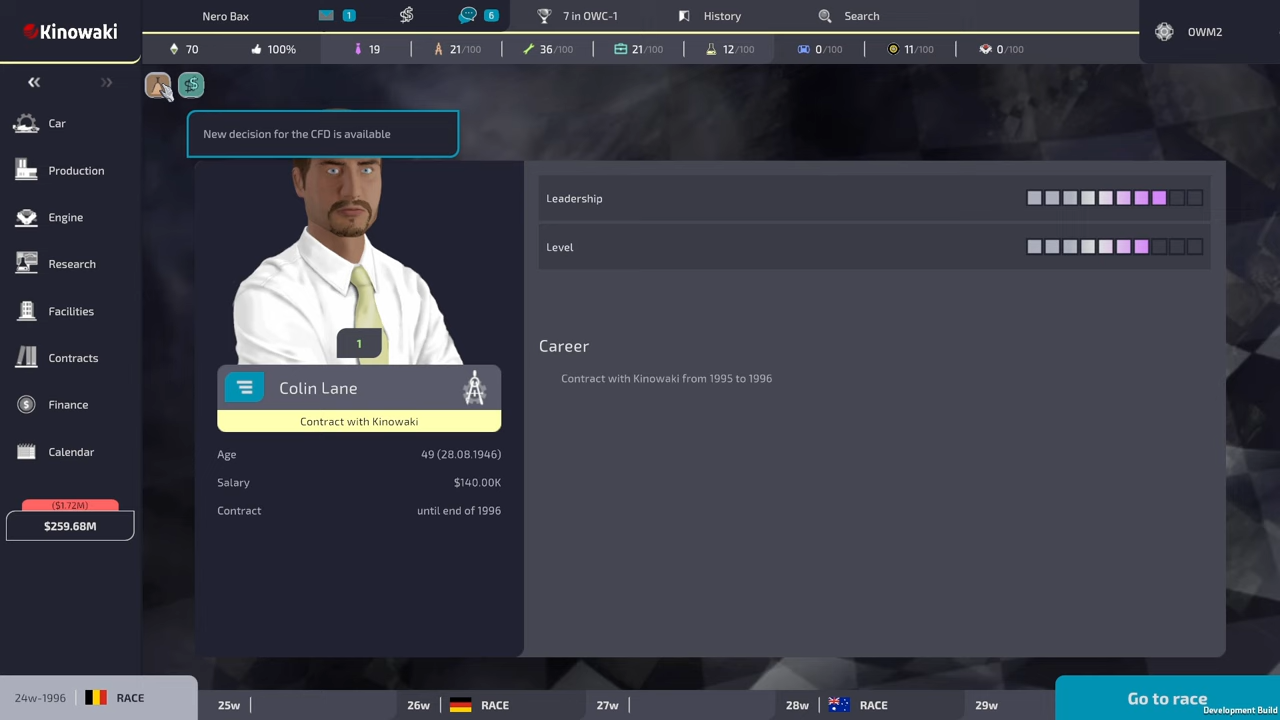 Kinowaki
Nero Bax
1
6
7 in OWC-1
History
Search
OWM2
70
100%
19
21/100
36/100
21/100
12/100
0/100
11/100
0/100
New decision for the CFD is available
Car
Production
Engine
Research
Facilities
Contracts
Finance
Calendar
($1.72M)
$259.68M
1
Colin Lane
Contract with Kinowaki
Age 49 (28.08.1946)
Salary $140.00K
Contract until end of 1996
Leadership
Level
Career
Contract with Kinowaki from 1995 to 1996
24w-1996 RACE
25w
26w RACE
27w
28w RACE
29w
Go to race
Development Build